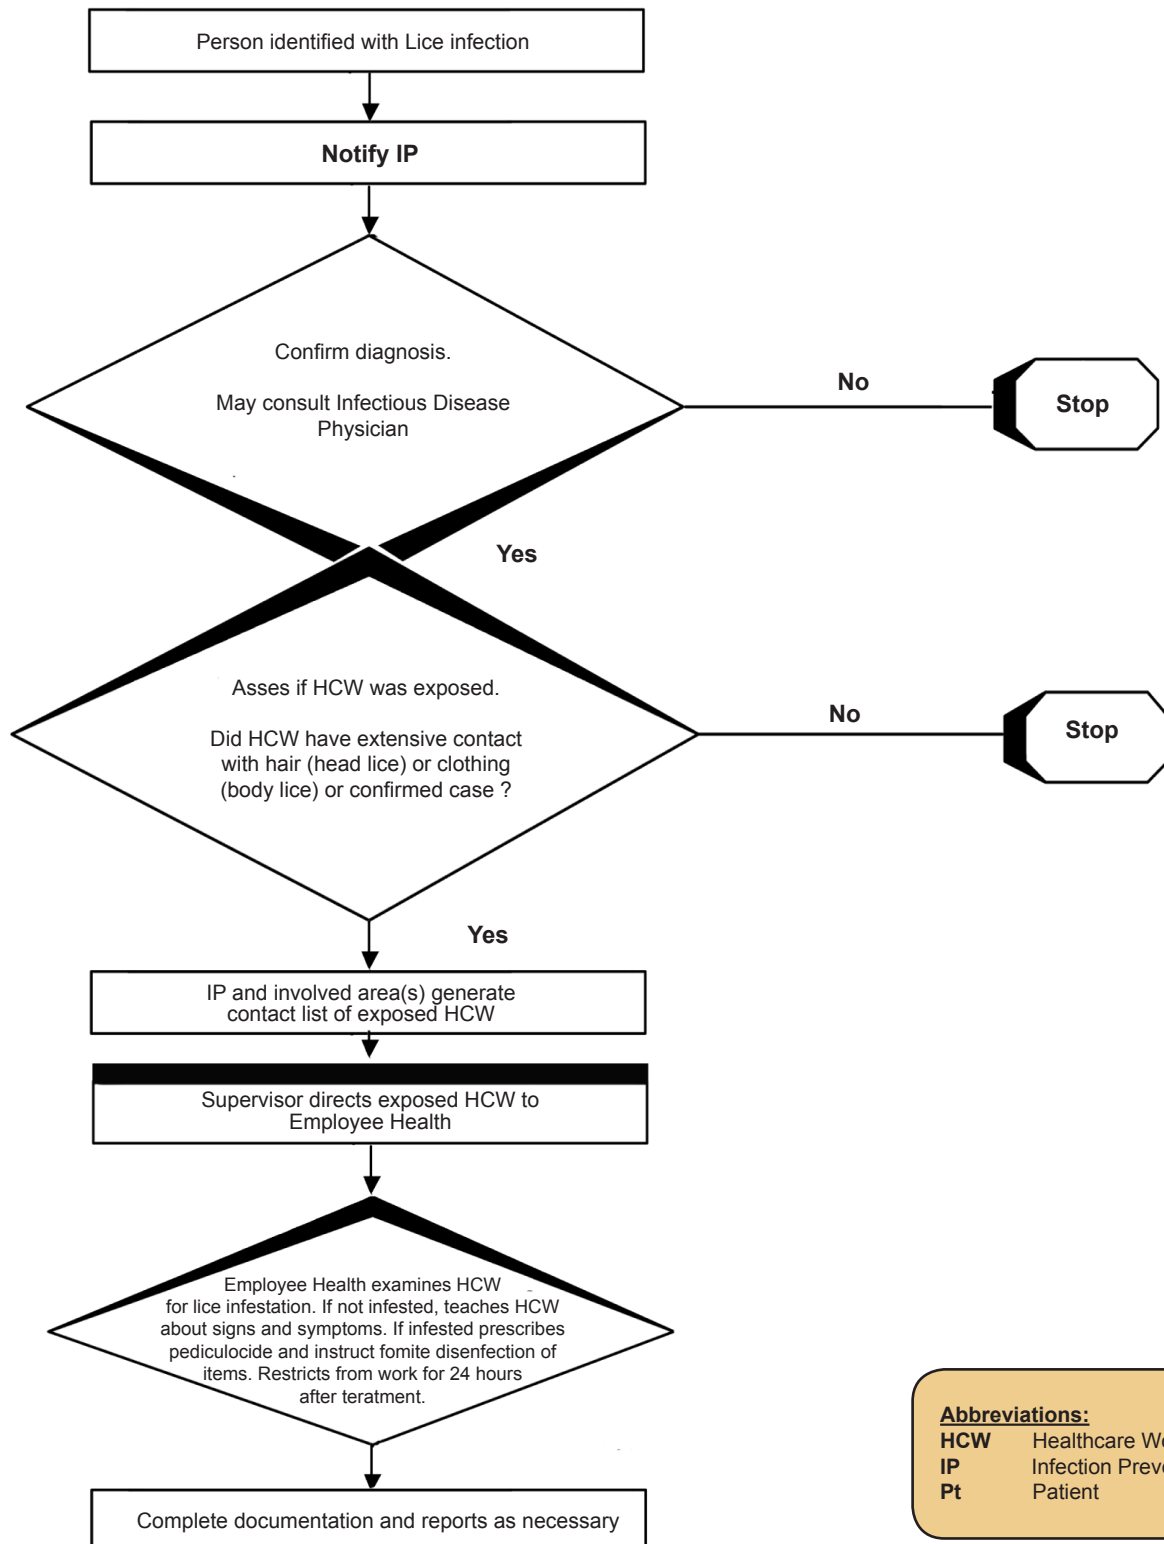 Person identified with Lice infection
Notify IP
Confirm diagnosis.
May consult Infectious Disease
Physician
No
Stop
Yes
Asses if HCW was exposed.
Did HCW have extensive contact
with hair (head lice) or clothing
(body lice) or confirmed case ?
No
Stop
Yes
IP and involved area(s) generate
contact list of exposed HCW
Supervisor directs exposed HCW to
Employee Health
Employee Health examines HCW
for lice infestation. If not infested, teaches HCW
about signs and symptoms. If infested prescribes
pediculocide and instruct fomite disenfection of
items. Restricts from work for 24 hours
after teratment.
Complete documentation and reports as necessary
Abbreviations:
HCW Healthcare
IP Infection
Pt Patient